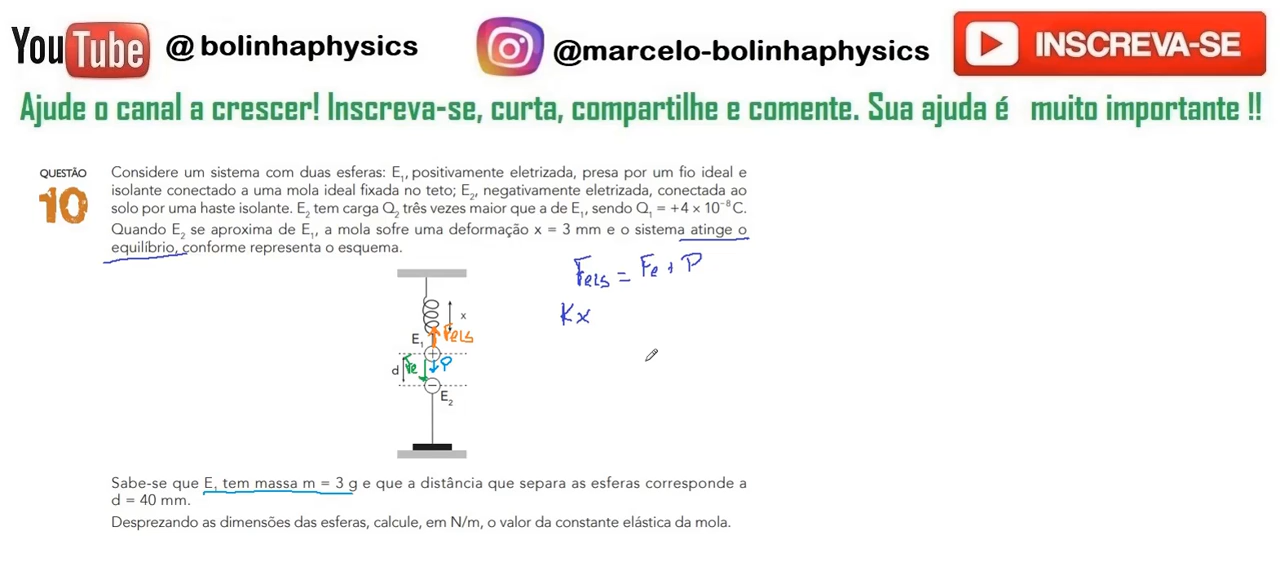 YouTube @bolinhaphysics @marcelo-bolinhaphysics INSCREVA-SE
Ajude o canal a crescer! Inscreva-se, curta, compartilhe e comente. Sua ajuda é muito importante !!
QUESTÃO
10
Considere um sistema com duas esferas: E₁, positivamente eletrizada, presa por um fio ideal e
isolante conectado a uma mola ideal fixada no teto; E₂, negativamente eletrizada, conectada ao
solo por uma haste isolante. E₂ tem carga Q₂ três vezes maior que a de E₁, sendo Q₁ = +4 × 10⁻⁸ C.
Quando E₂ se aproxima de E₁, a mola sofre uma deformação x = 3 mm e o sistema atinge o
equilíbrio, conforme representa o esquema.
Fels = Fe + P
Kx
x
Fels
E₁
+
d Fe P
−
E₂
Sabe-se que E₁ tem massa m = 3 g e que a distância que separa as esferas corresponde a
d = 40 mm.
Desprezando as dimensões das esferas, calcule, em N/m, o valor da constante elástica da mola.